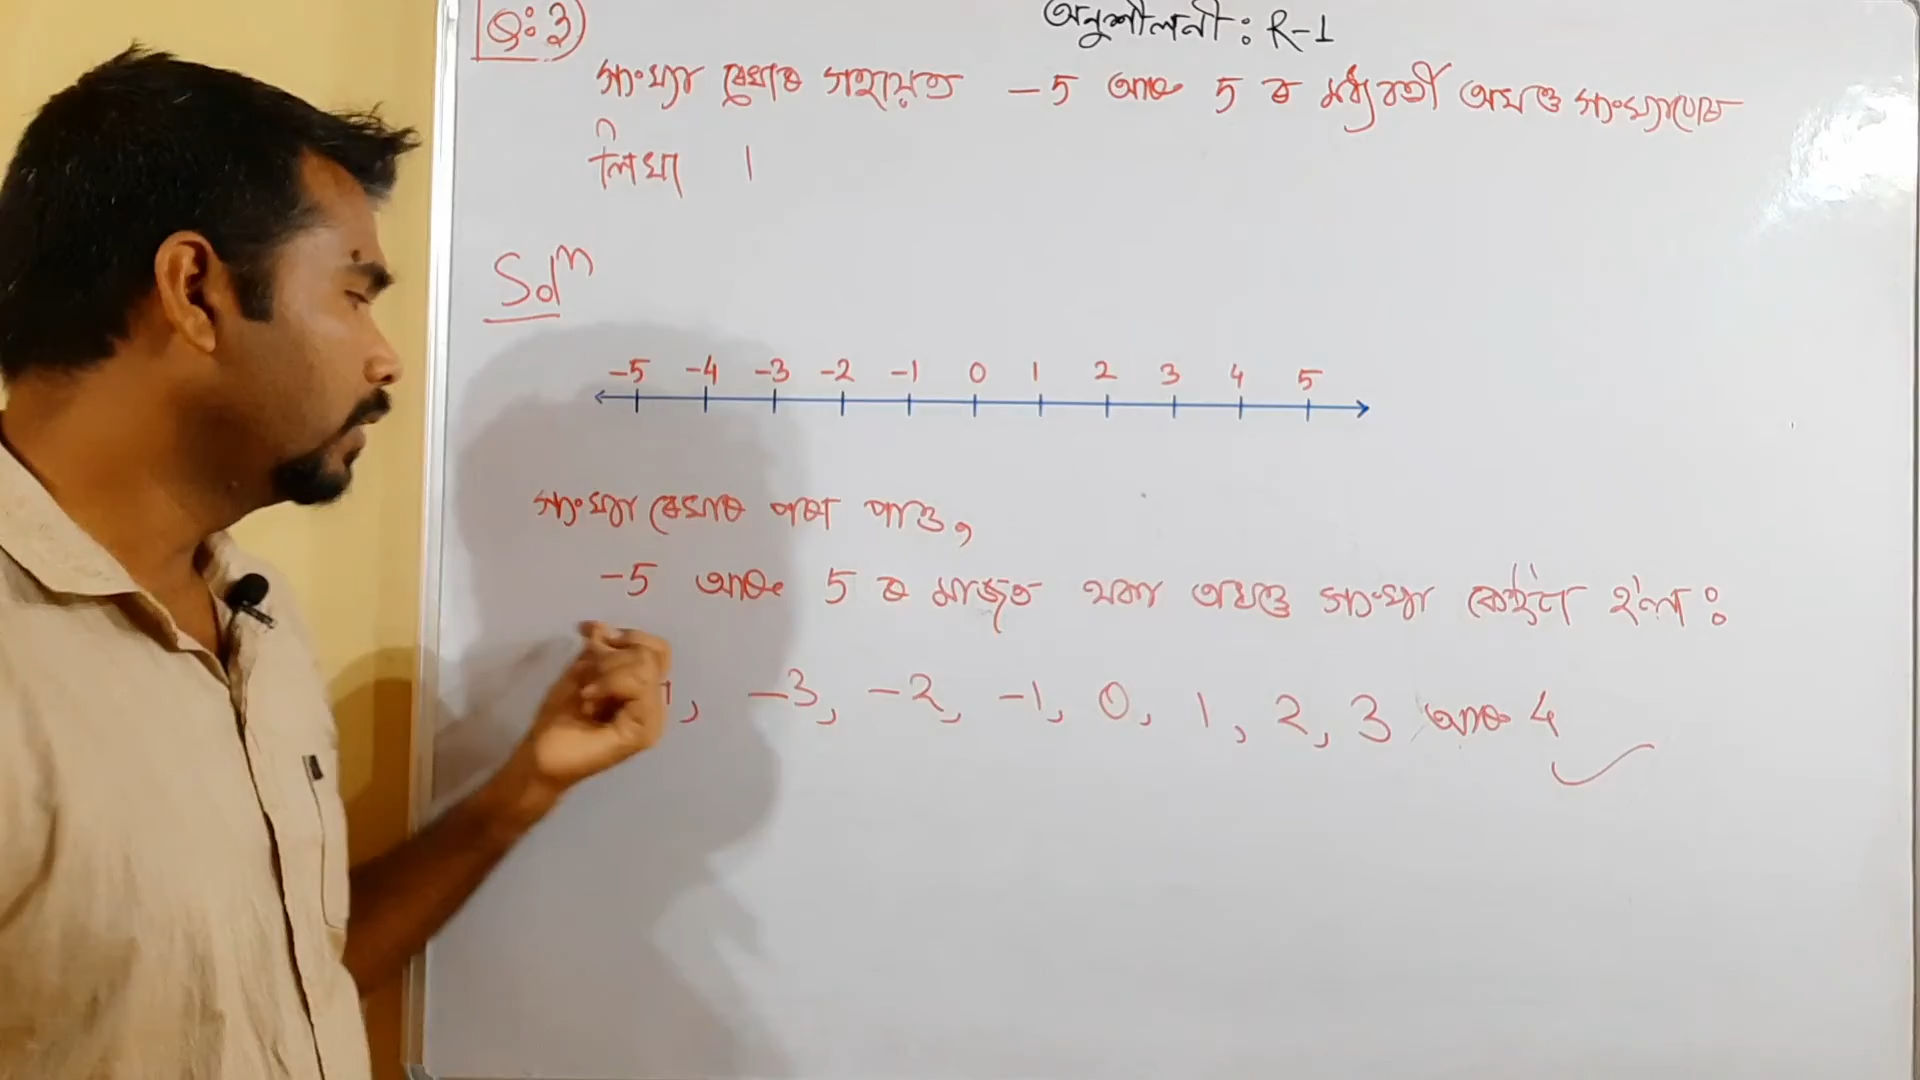 অনুশীলনী : R-1
প্ৰ: ৩
সংখ্যা ৰেখাৰ সহায়ত -5 আৰু 5 ৰ মধ্যবৰ্তী অখণ্ড সংখ্যাবোৰ
লিখা ।
Solⁿ
-5 -4 -3 -2 -1 0 1 2 3 4 5
সংখ্যা ৰেখাৰ পৰা পাওঁ,
-5 আৰু 5 ৰ মাজত থকা অখণ্ড সংখ্যা কেইটা হ'ল :
, -3, -2, -1, 0, 1, 2, 3 আৰু 4